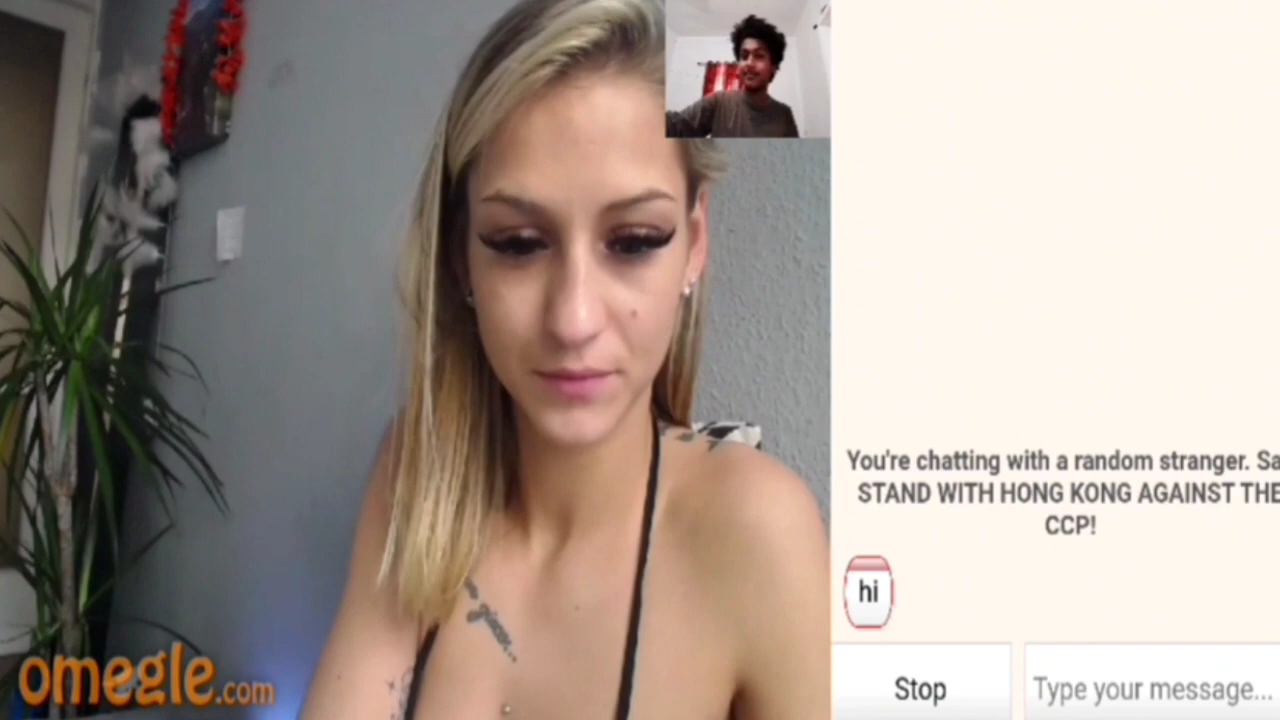 omegle.com
You're chatting with a random stranger. Sa
STAND WITH HONG KONG AGAINST THE
CCP!
hi
Stop
Type your message...